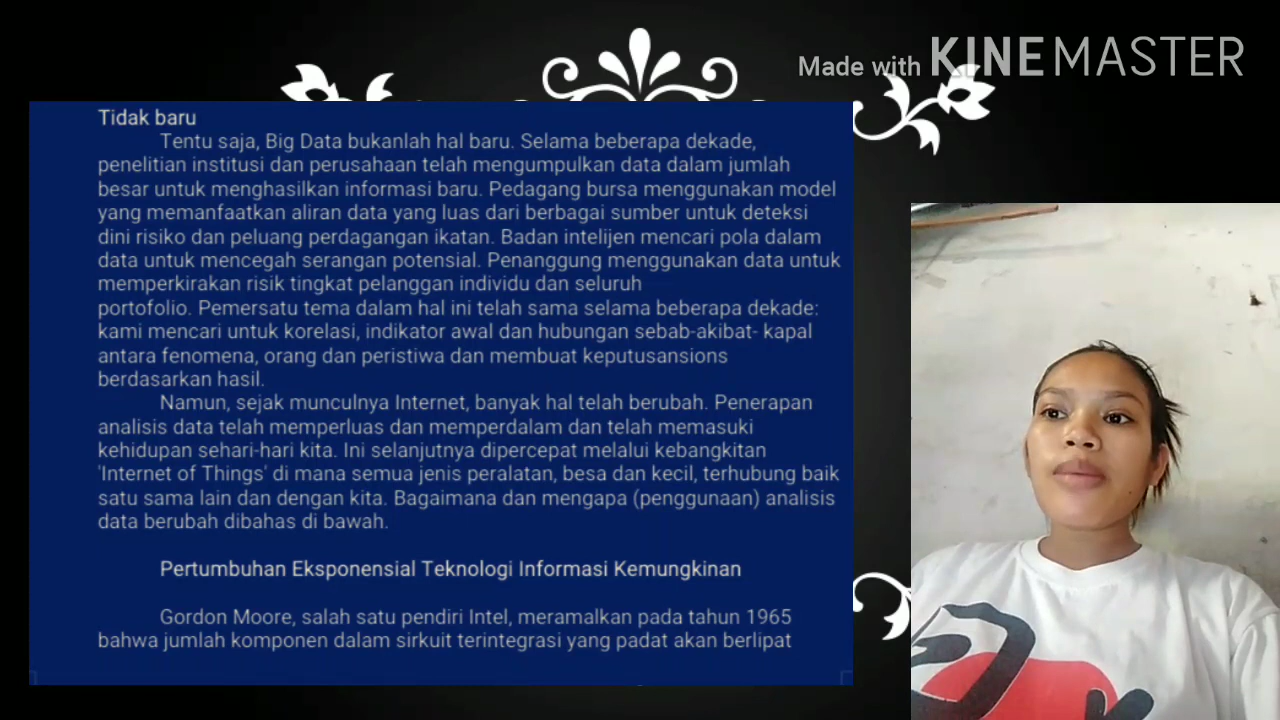 Made with KINEMASTER
Tidak baru
Tentu saja, Big Data bukanlah hal baru. Selama beberapa dekade,
penelitian institusi dan perusahaan telah mengumpulkan data dalam jumlah
besar untuk menghasilkan informasi baru. Pedagang bursa menggunakan model
yang memanfaatkan aliran data yang luas dari berbagai sumber untuk deteksi
dini risiko dan peluang perdagangan ikatan. Badan intelijen mencari pola dalam
data untuk mencegah serangan potensial. Penanggung menggunakan data untuk
memperkirakan risik tingkat pelanggan individu dan seluruh
portofolio. Pemersatu tema dalam hal ini telah sama selama beberapa dekade:
kami mencari untuk korelasi, indikator awal dan hubungan sebab-akibat- kapal
antara fenomena, orang dan peristiwa dan membuat keputusansions
berdasarkan hasil.
Namun, sejak munculnya Internet, banyak hal telah berubah. Penerapan
analisis data telah memperluas dan memperdalam dan telah memasuki
kehidupan sehari-hari kita. Ini selanjutnya dipercepat melalui kebangkitan
'Internet of Things' di mana semua jenis peralatan, besa dan kecil, terhubung baik
satu sama lain dan dengan kita. Bagaimana dan mengapa (penggunaan) analisis
data berubah dibahas di bawah.
Pertumbuhan Eksponensial Teknologi Informasi Kemungkinan
Gordon Moore, salah satu pendiri Intel, meramalkan pada tahun 1965
bahwa jumlah komponen dalam sirkuit terintegrasi yang padat akan berlipat